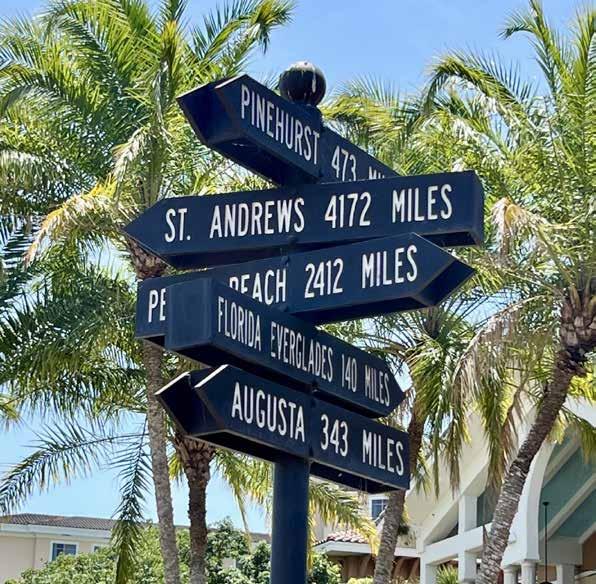 PINEHURST 473
ST. ANDREWS 4172 MILES
BEACH 2412 MILES
FLORIDA EVERGLADES 140 MILES
AUGUSTA 343 MILES